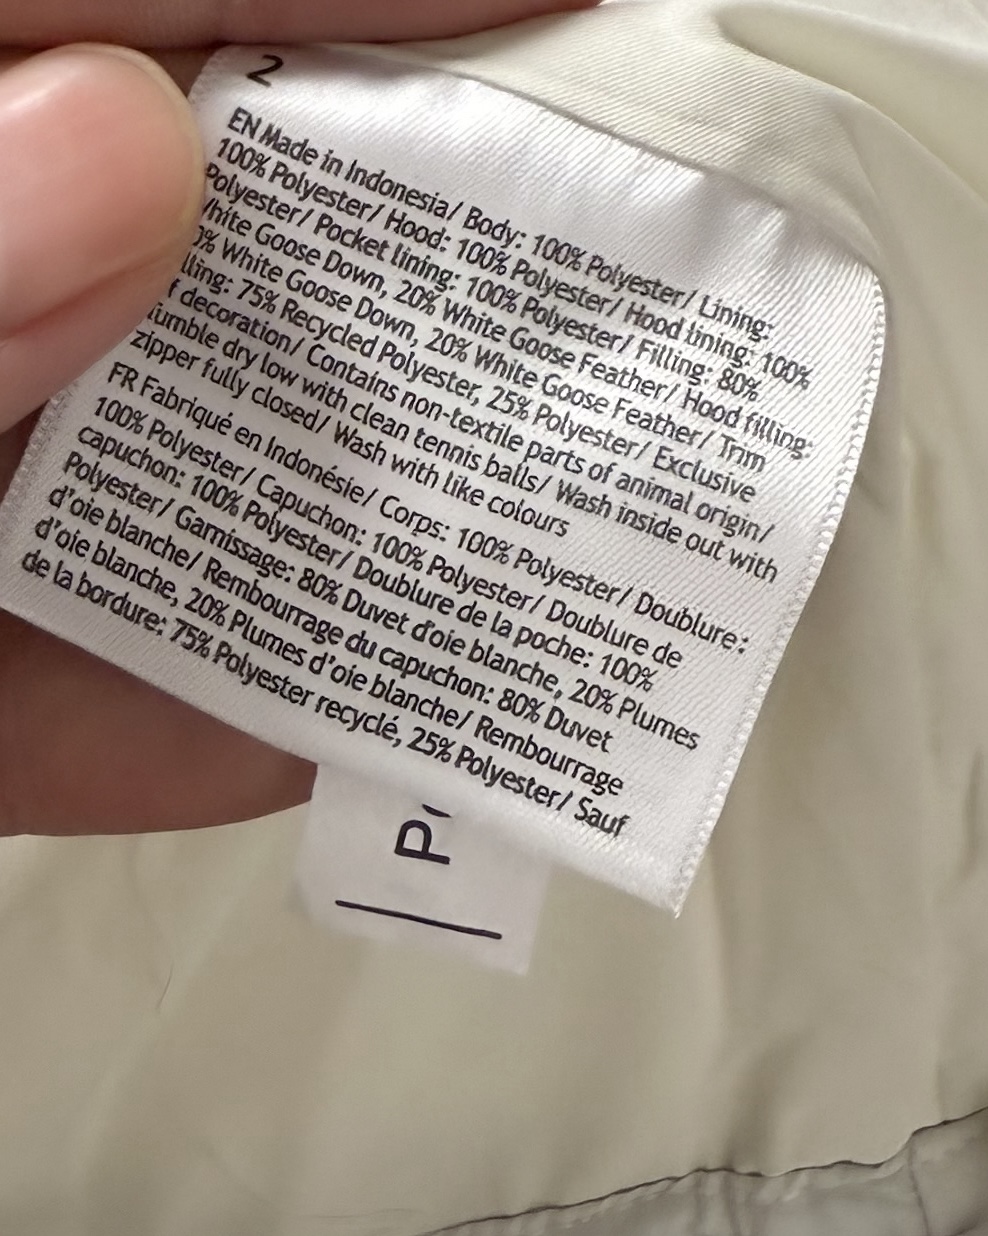 2
EN Made in Indonesia/ Body: 100% Polyester/ Lining:
100% Polyester/ Hood: 100% Polyester/ Hood lining: 100%
Polyester/ Pocket lining: 100% Polyester/ Filling: 80%
White Goose Down, 20% White Goose Feather/ Hood filling:
0% White Goose Down, 20% White Goose Feather/ Trim
lling: 75% Recycled Polyester, 25% Polyester/ Exclusive
f decoration/ Contains non-textile parts of animal origin/
Tumble dry low with clean tennis balls/ Wash inside out with
zipper fully closed/ Wash with like colours
FR Fabriqué en Indonésie/ Corps: 100% Polyester/ Doublure:
100% Polyester/ Capuchon: 100% Polyester/ Doublure de
capuchon: 100% Polyester/ Doublure de la poche: 100%
Polyester/ Garnissage: 80% Duvet d'oie blanche, 20% Plumes
d'oie blanche/ Rembourrage du capuchon: 80% Duvet
d'oie blanche, 20% Plumes d'oie blanche/ Rembourrage
de la bordure: 75% Polyester recyclé, 25% Polyester/ Sauf